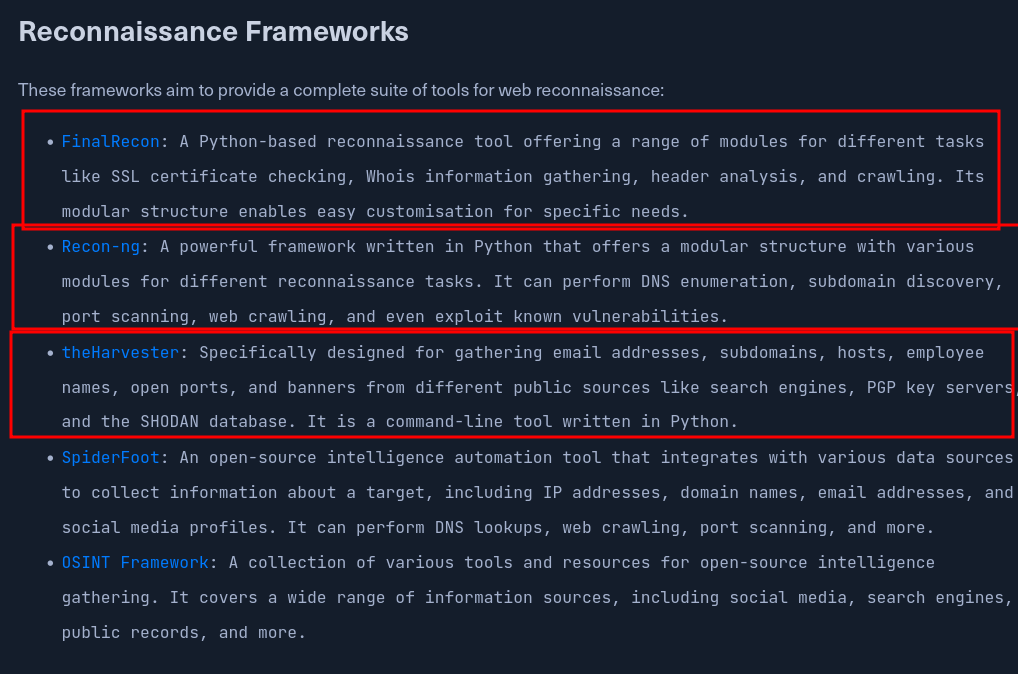 Reconnaissance Frameworks
These frameworks aim to provide a complete suite of tools for web reconnaissance:
• FinalRecon: A Python-based reconnaissance tool offering a range of modules for different tasks
like SSL certificate checking, Whois information gathering, header analysis, and crawling. Its
modular structure enables easy customisation for specific needs.
• Recon-ng: A powerful framework written in Python that offers a modular structure with various
modules for different reconnaissance tasks. It can perform DNS enumeration, subdomain discovery,
port scanning, web crawling, and even exploit known vulnerabilities.
• theHarvester: Specifically designed for gathering email addresses, subdomains, hosts, employee
names, open ports, and banners from different public sources like search engines, PGP key servers,
and the SHODAN database. It is a command-line tool written in Python.
• SpiderFoot: An open-source intelligence automation tool that integrates with various data sources
to collect information about a target, including IP addresses, domain names, email addresses, and
social media profiles. It can perform DNS lookups, web crawling, port scanning, and more.
• OSINT Framework: A collection of various tools and resources for open-source intelligence
gathering. It covers a wide range of information sources, including social media, search engines,
public records, and more.